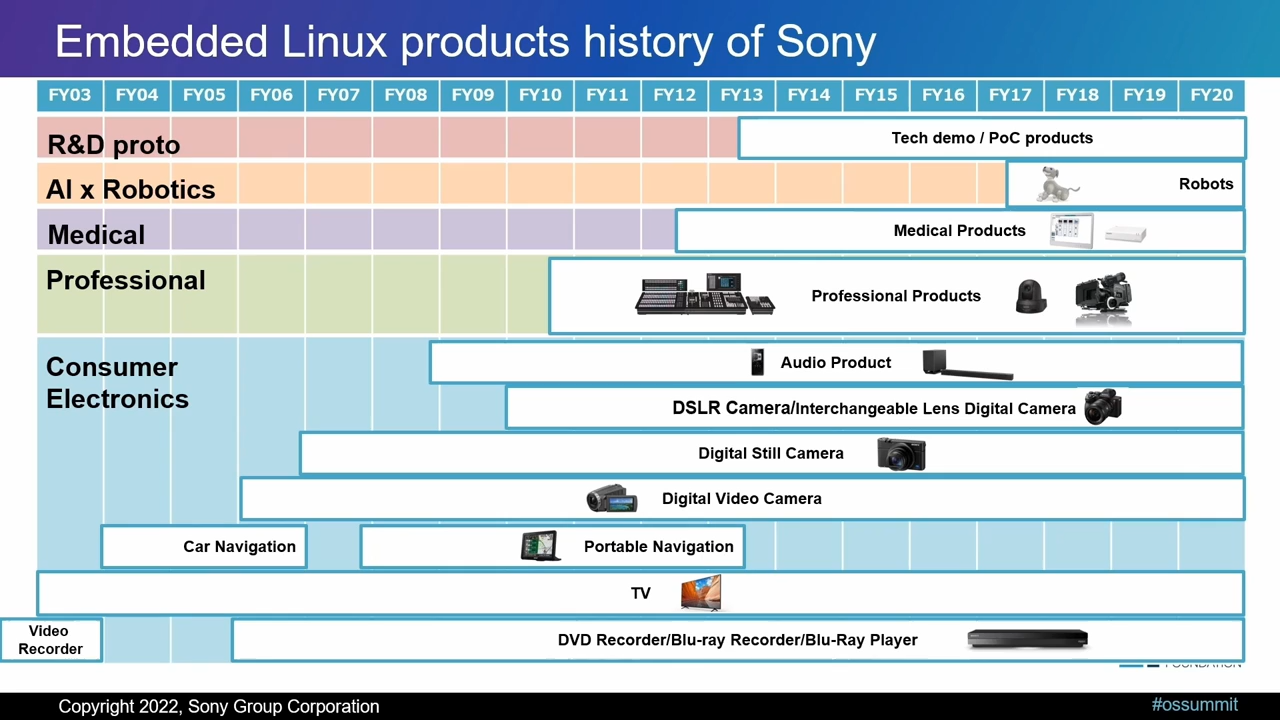 Embedded Linux products history of Sony
FY03 FY04 FY05 FY06 FY07 FY08 FY09 FY10 FY11 FY12 FY13 FY14 FY15 FY16 FY17 FY18 FY19 FY20
R&D proto
Tech demo / PoC products
AI x Robotics
Robots
Medical
Medical Products
Professional
Professional Products
Consumer
Electronics
Audio Product
DSLR Camera/Interchangeable Lens Digital Camera
Digital Still Camera
Digital Video Camera
Car Navigation
Portable Navigation
TV
Video
Recorder
DVD Recorder/Blu-ray Recorder/Blu-Ray Player
FOUNDATION
Copyright 2022, Sony Group Corporation
#ossummit